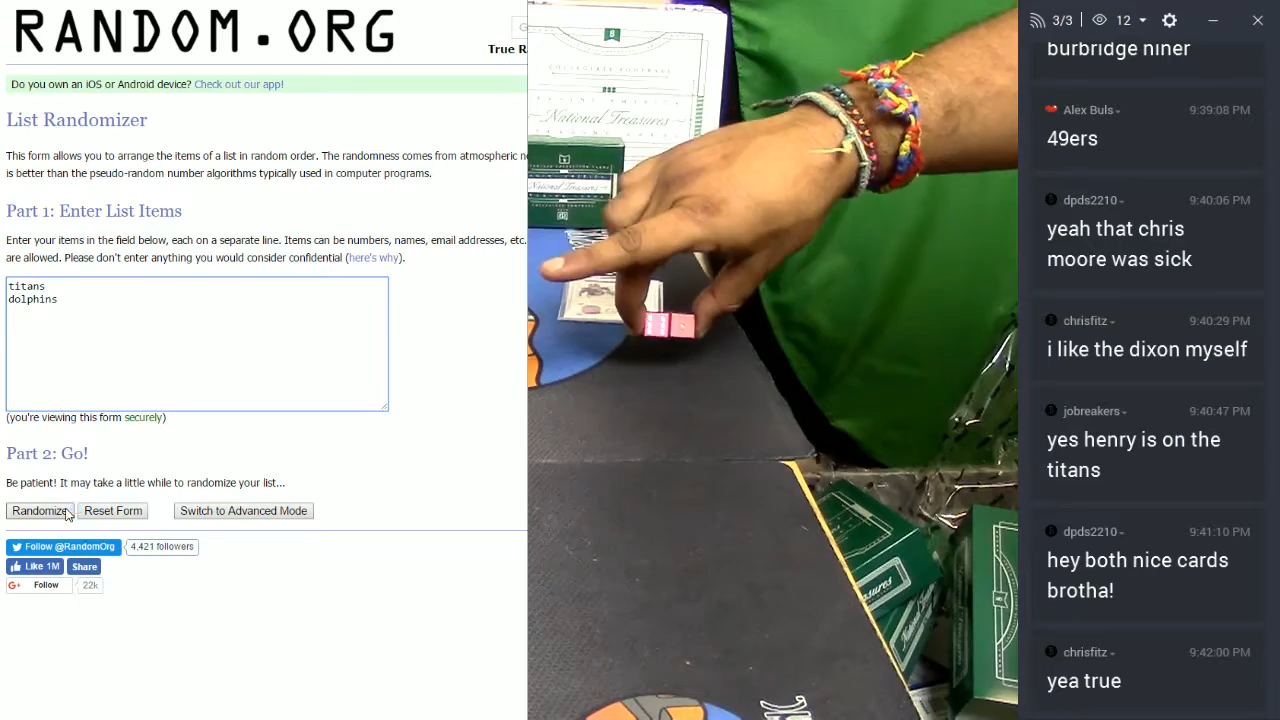 RANDOM.ORG
G
True R
Do you own an iOS or Android device? Check out our app!
List Randomizer
This form allows you to arrange the items of a list in random order. The randomness comes from atmospheric n
is better than the pseudo-random number algorithms typically used in computer programs.
Part 1: Enter List Items
Enter your items in the field below, each on a separate line. Items can be numbers, names, email addresses, etc.
are allowed. Please don't enter anything you would consider confidential (here's why).
titans
dolphins
(you're viewing this form securely)
Part 2: Go!
Be patient! It may take a little while to randomize your list...
Randomize Reset Form Switch to Advanced Mode
Follow @RandomOrg 4,421 followers
Like 1M Share
G+ Follow 22k
National Treasures
National Treasures
3/3 12
burbridge niner
Alex Buls 9:39:08 PM
49ers
dpds2210 9:40:06 PM
yeah that chris
moore was sick
chrisfitz 9:40:29 PM
i like the dixon myself
jobreakers 9:40:47 PM
yes henry is on the
titans
dpds2210 9:41:10 PM
hey both nice cards
brotha!
chrisfitz 9:42:00 PM
yea true